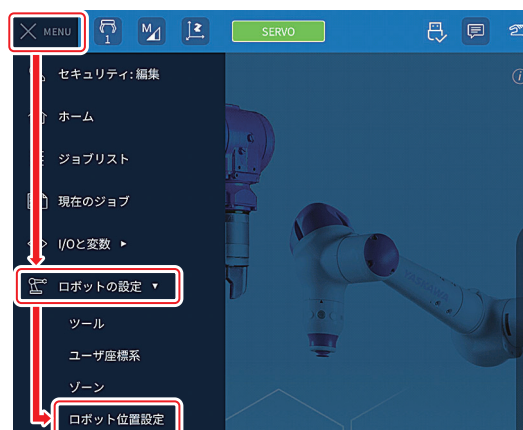 MENU
1
M
SERVO
セキュリティ: 編集
ホーム
ジョブリスト
現在のジョブ
I/Oと変数
ロボットの設定
ツール
ユーザ座標系
ゾーン
ロボット位置設定
YASKAWA